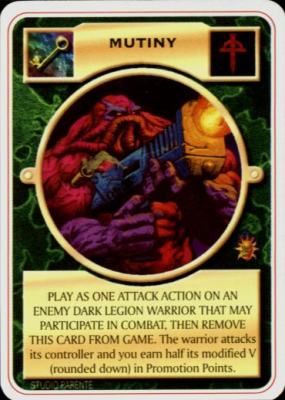 MUTINY
PLAY AS ONE ATTACK ACTION ON AN
ENEMY DARK LEGION WARRIOR THAT MAY
PARTICIPATE IN COMBAT, THEN REMOVE
THIS CARD FROM GAME. The warrior attacks
its controller and you earn half its modified V
(rounded down) in Promotion Points.
STUDIO PARENTE